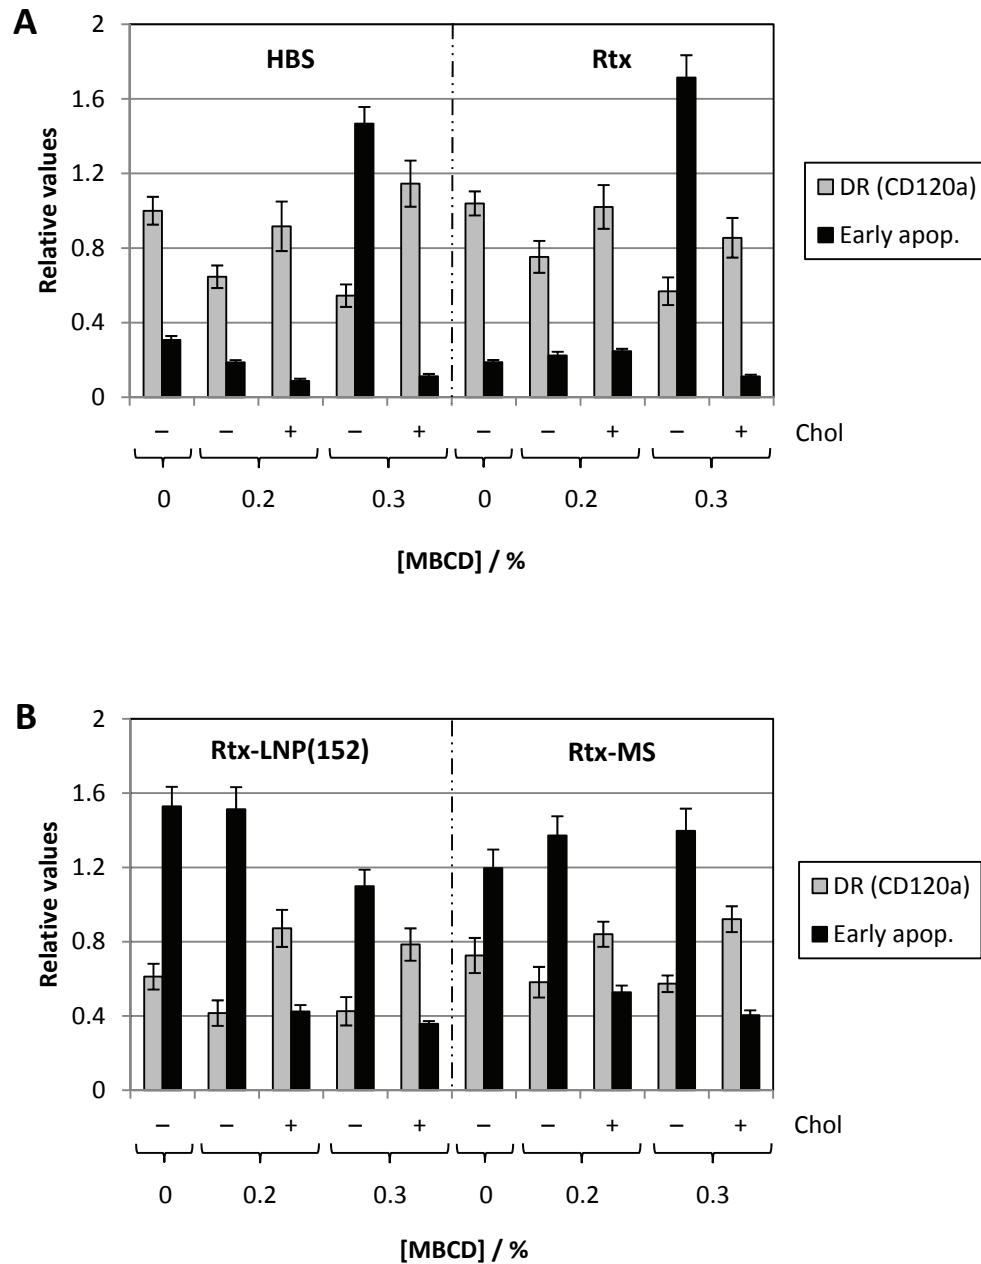 A
2
1.6
1.2
0.8
0.4
0
Relative values
HBS
Rtx
DR (CD120a)
Early apop.
– – + – + – – + – + Chol
0 0.2 0.3 0 0.2 0.3
[MBCD] / %
B
2
1.6
1.2
0.8
0.4
0
Relative values
Rtx-LNP(152)
Rtx-MS
DR (CD120a)
Early apop.
– – + – + – – + – + Chol
0 0.2 0.3 0 0.2 0.3
[MBCD] / %